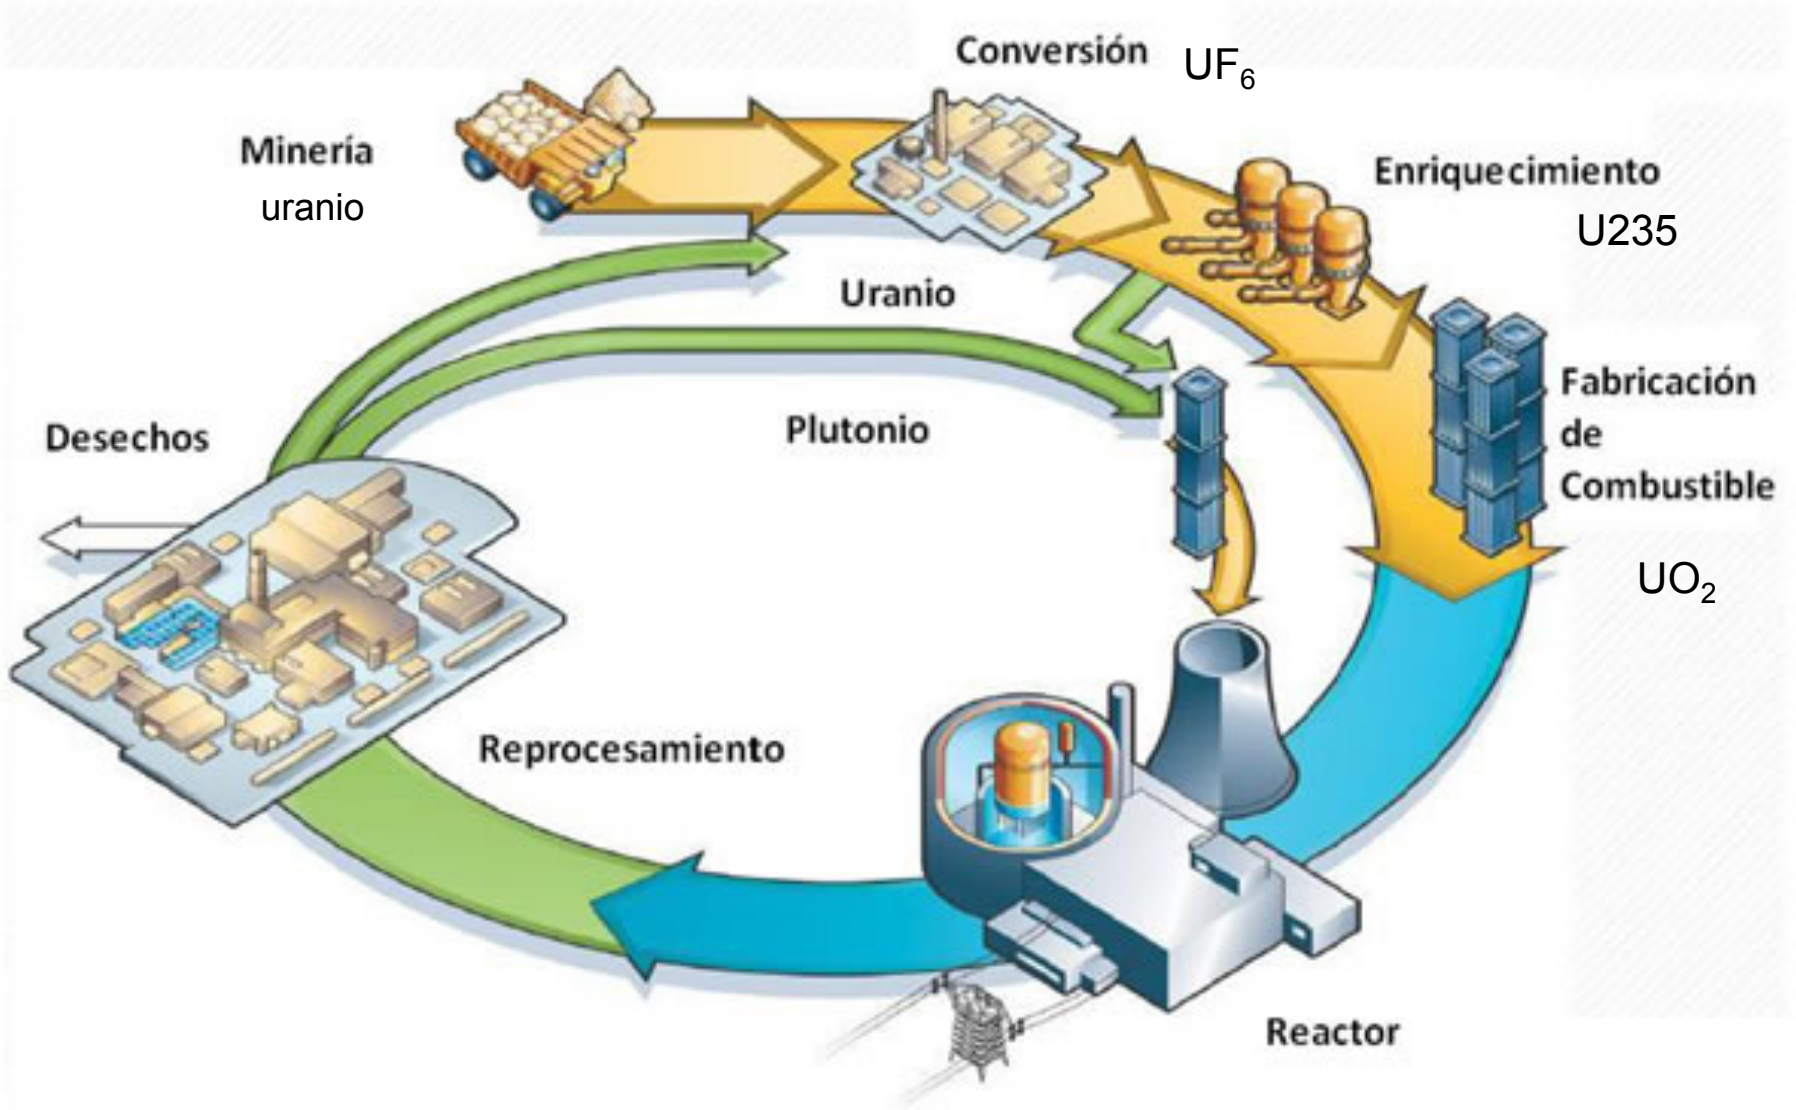 Conversión
UF₆
Minería
uranio
Enriquecimiento
U235
Uranio
Fabricación
de
Combustible
Plutonio
Desechos
UO₂
Reprocesamiento
Reactor